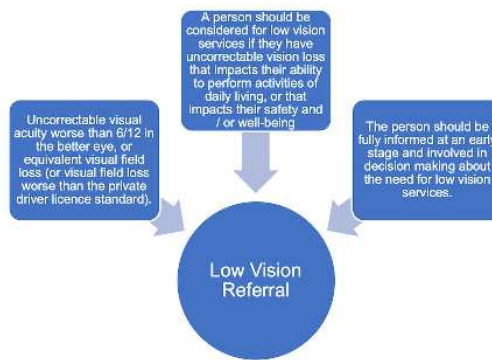 Uncorrectable visual
acuity worse than 6/12 in
the better eye, or
equivalent visual field
loss (or visual field loss
worse than the private
driver licence standard).
A person should be
considered for low vision
services if they have
uncorrectable vision loss
that impacts their ability
to perform activities of
daily living, or that
impacts their safety and
/ or well-being
The person should be
fully informed at an early
stage and involved in
decision making about
the need for low vision
services.
Low Vision
Referral